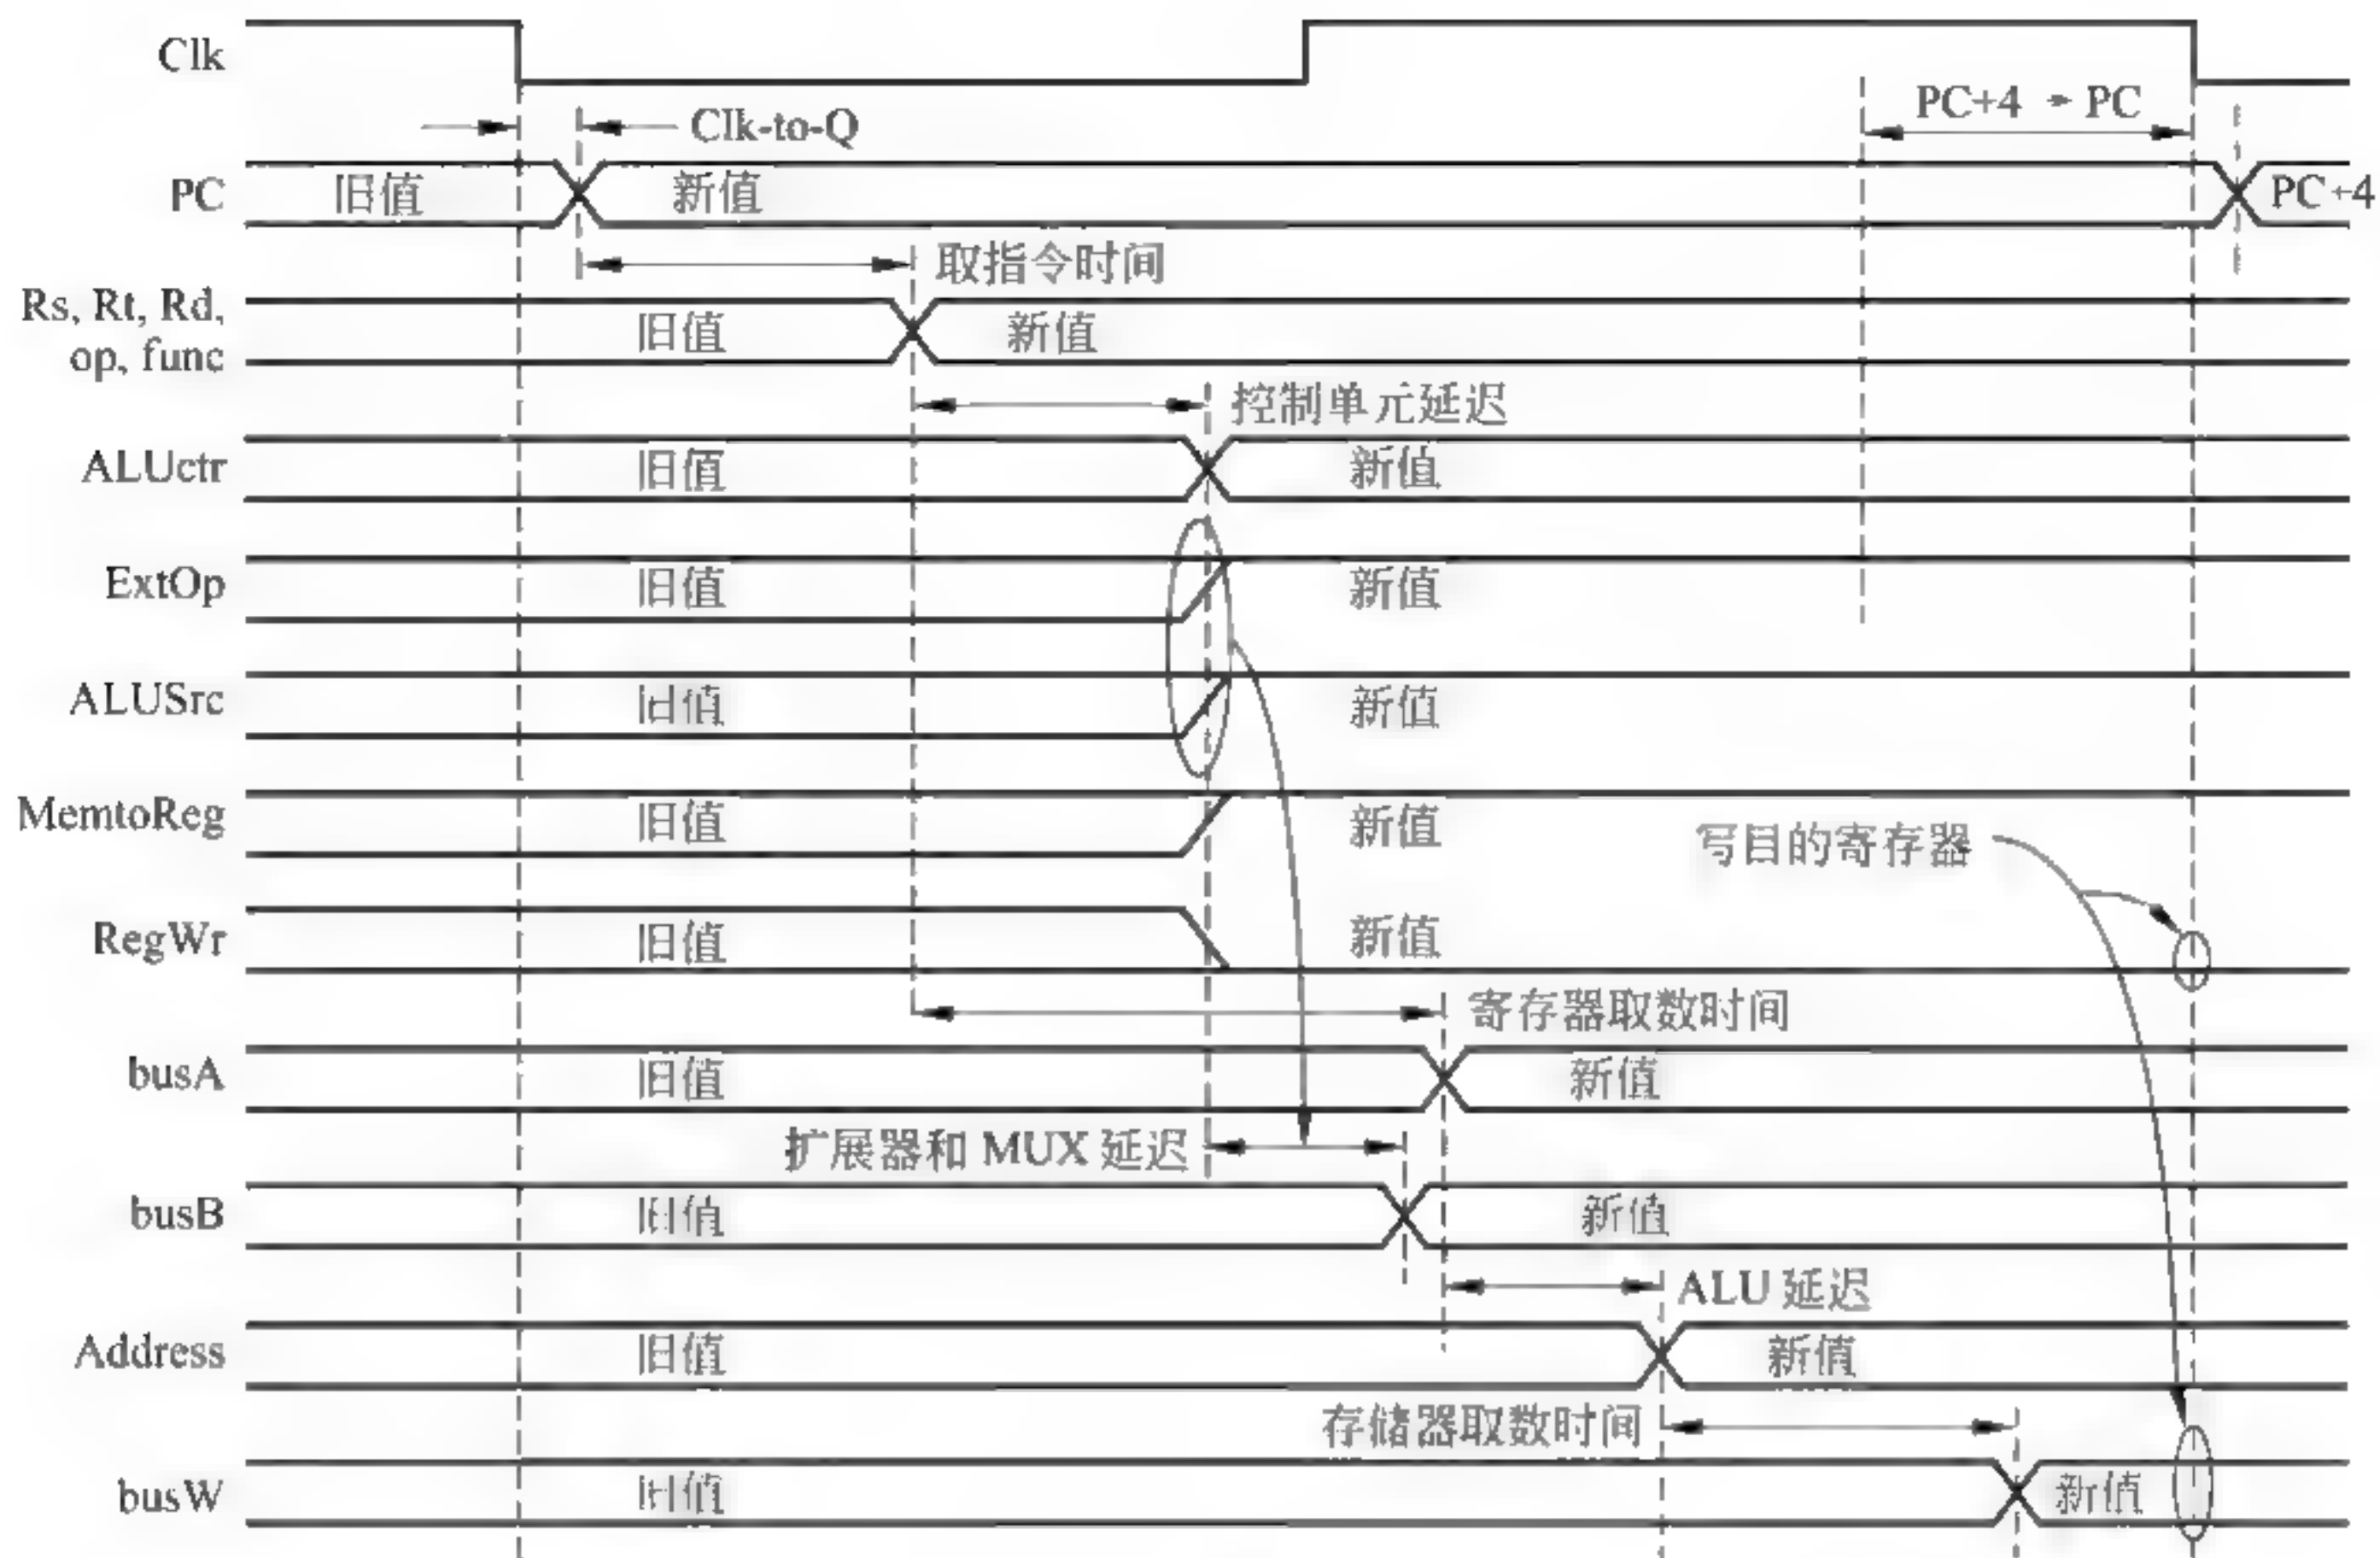 Clk
PC+4 → PC
Clk-to-Q
PC 旧值 新值 PC+4
取指令时间
Rs, Rt, Rd,
op, func
旧值 新值
控制单元延迟
ALUctr 旧值 新值
ExtOp 旧值 新值
ALUSrc 旧值 新值
MemtoReg 旧值 新值
写目的寄存器
RegWr 旧值 新值
寄存器取数时间
busA 旧值 新值
扩展器和 MUX 延迟
busB 旧值 新值
ALU 延迟
Address 旧值 新值
存储器取数时间
busW 旧值 新值